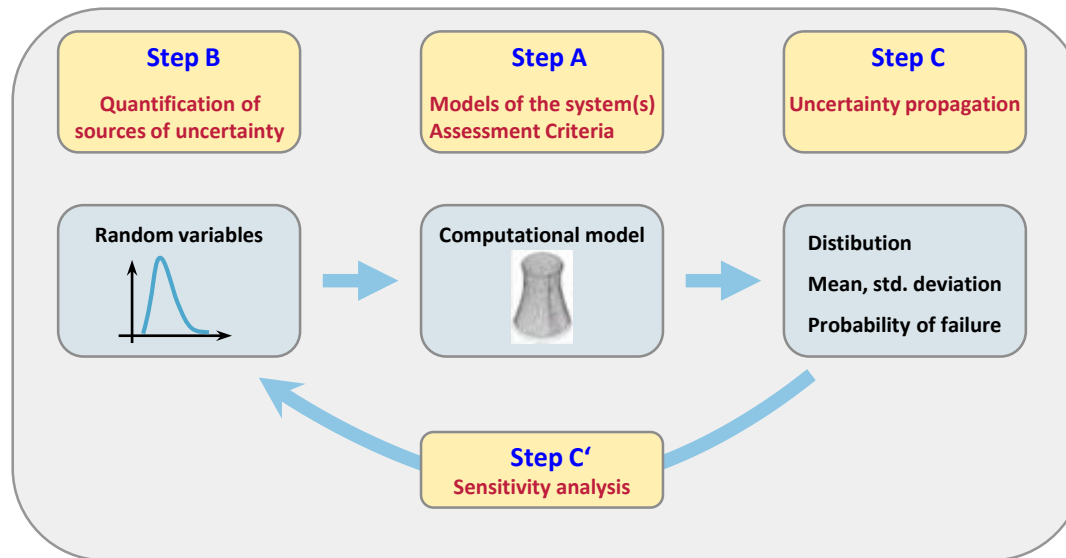 Step B
Quantification of
sources of uncertainty
Step A
Models of the system(s)
Assessment Criteria
Step C
Uncertainty propagation
Random variables
Computational model
Distibution
Mean, std. deviation
Probability of failure
Step C‘
Sensitivity analysis